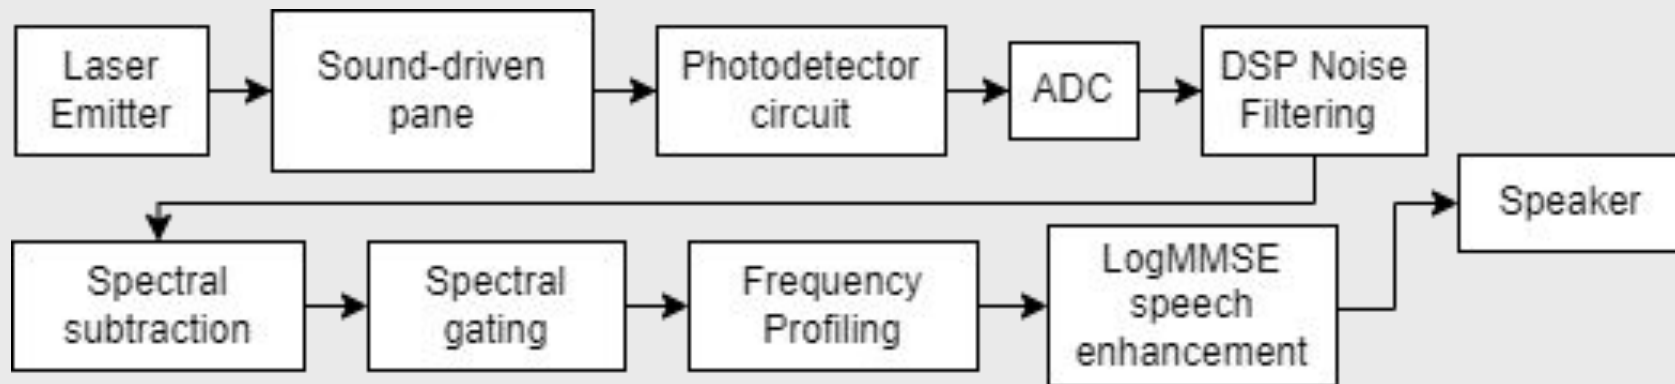 Laser
Emitter
Sound-driven
pane
Photodetector
circuit
ADC
DSP Noise
Filtering
Speaker
Spectral
subtraction
Spectral
gating
Frequency
Profiling
LogMMSE
speech
enhancement